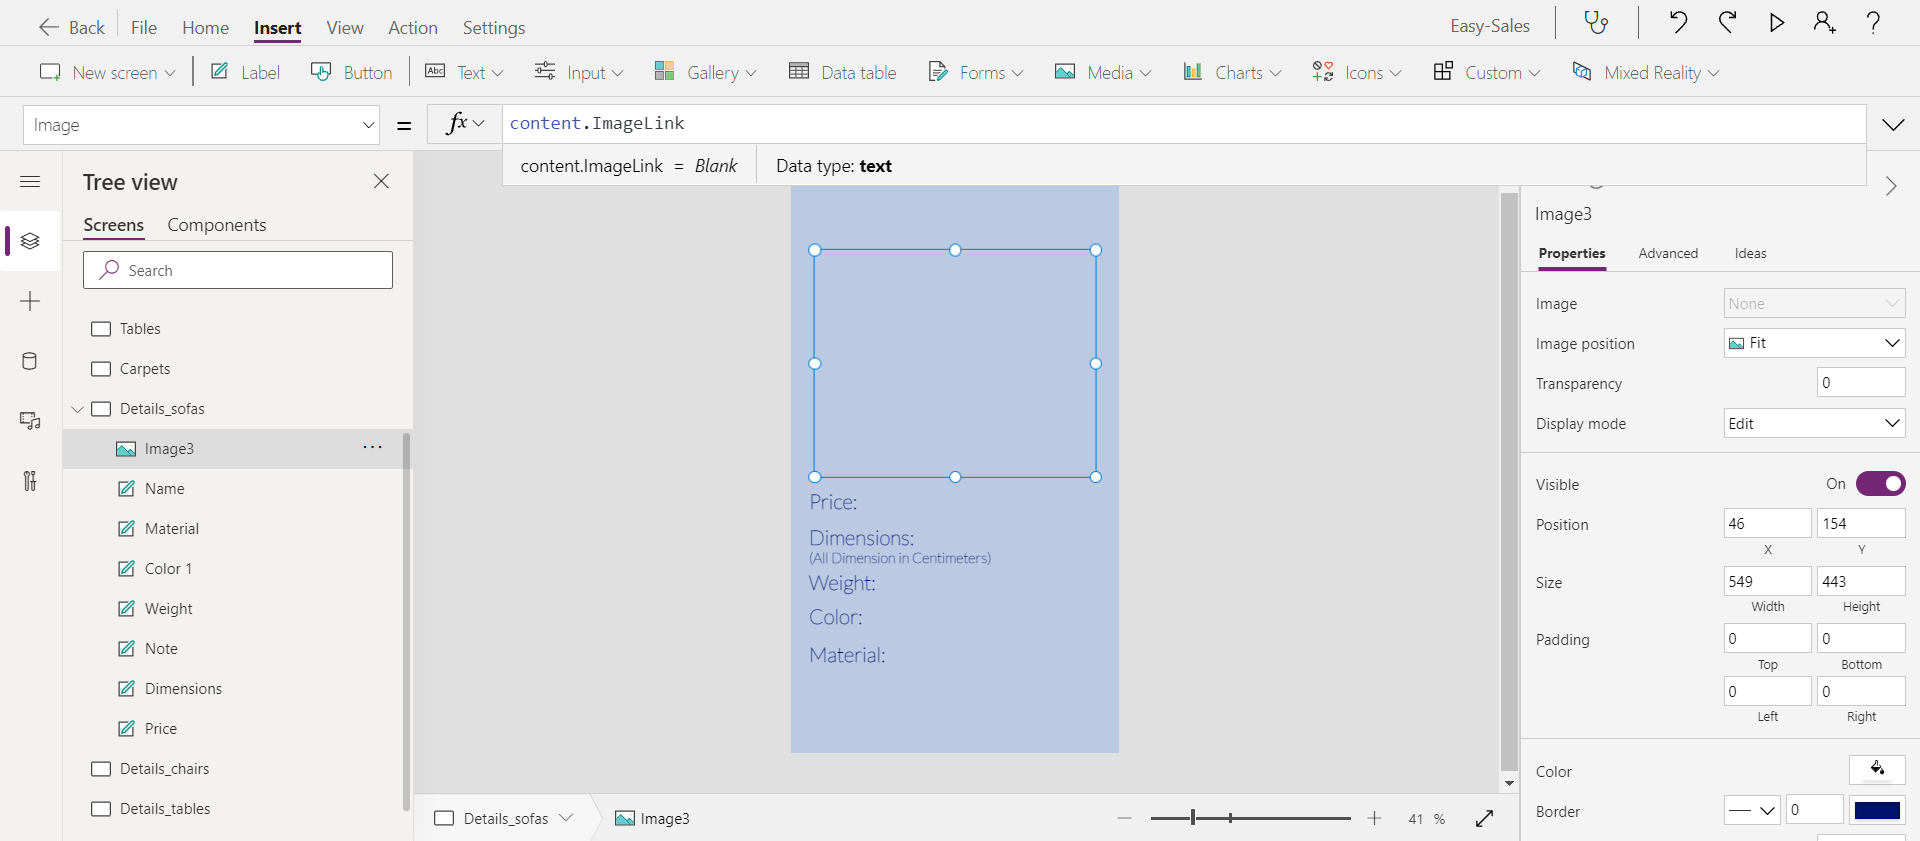 Back File Home Insert View Action Settings Easy-Sales
New screen Label Button Abc Text Input Gallery Data table Forms Media Charts Icons Custom Mixed Reality
Image = fx content.ImageLink
content.ImageLink = Blank Data type: text
Tree view
Screens Components
Search
Tables
Carpets
Details_sofas
Image3
Name
Material
Color 1
Weight
Note
Dimensions
Price
Details_chairs
Details_tables
Price:
Dimensions:
(All Dimension in Centimeters)
Weight:
Color:
Material:
Details_sofas Image3 41 %
Image3
Properties Advanced Ideas
Image None
Image position Fit
Transparency 0
Display mode Edit
Visible On
Position 46 154
X Y
Size 549 443
Width Height
Padding 0 0
Top Bottom
0 0
Left Right
Color
Border 0